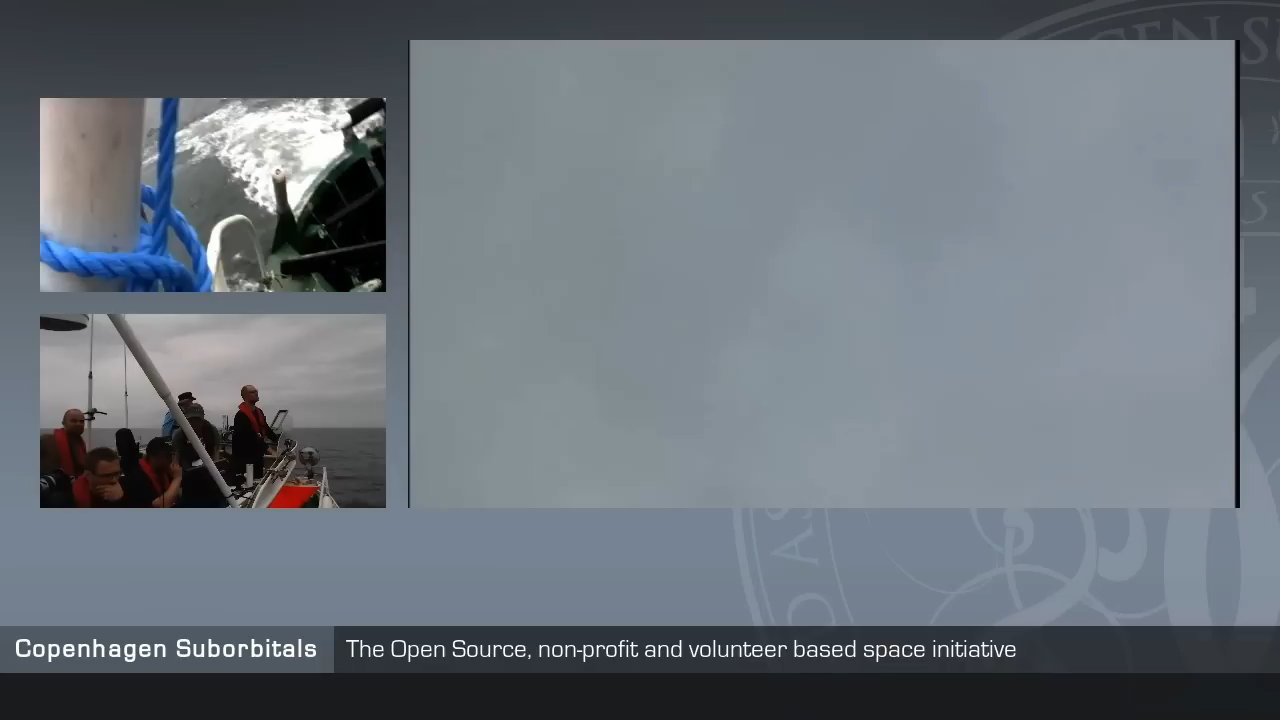 Copenhagen Suborbitals
The Open Source, non-profit and volunteer based space initiative